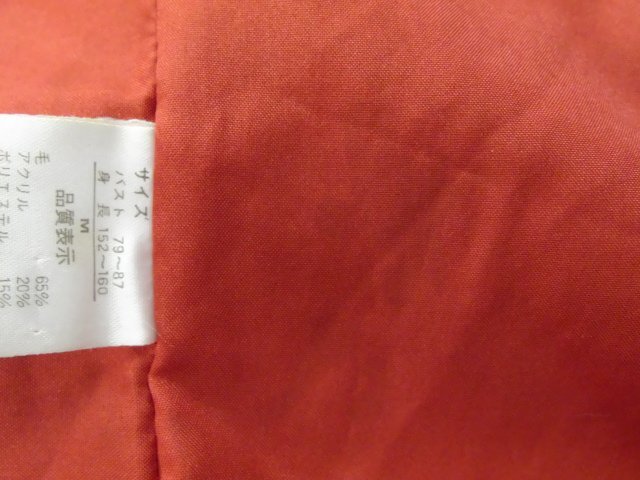 サイズ
バスト 79～87
身長 152～160
M
品質表示
毛 65%
アクリル 20%
ポリエステル 15%